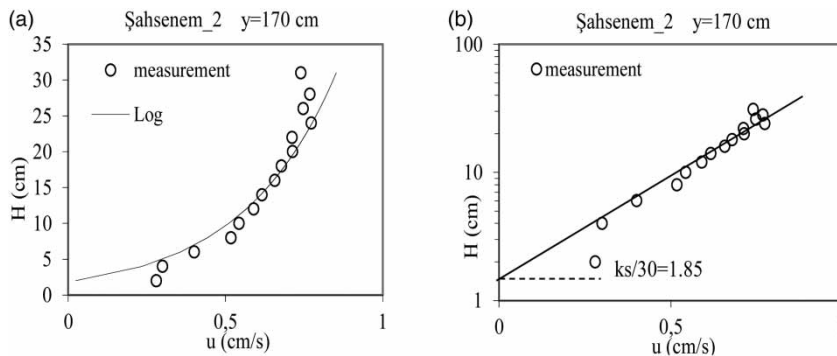 (a)
Şahsenem_2 y=170 cm
35
30
25
20
15
10
5
0
H (cm)
measurement
Log
0
0,5
1
u (cm/s)
(b)
Şahsenem_2 y=170 cm
100
10
1
H (cm)
measurement
ks/30=1.85
0
0,5
u (cm/s)